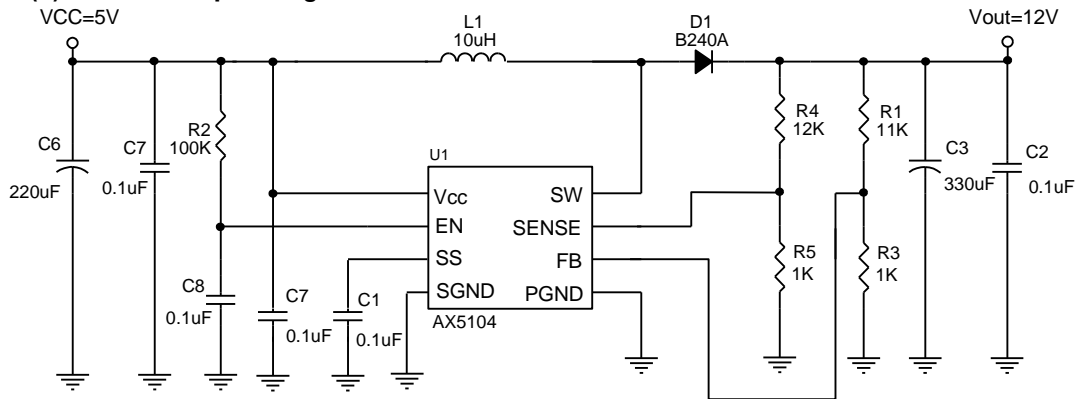 VCC=5V
L1
10uH
D1
B240A
Vout=12V
C6
220uF
C7
0.1uF
R2
100K
R4
12K
R1
11K
C3
330uF
C2
0.1uF
U1
Vcc
SW
EN
SENSE
SS
FB
SGND
PGND
AX5104
C8
0.1uF
C7
0.1uF
C1
0.1uF
R5
1K
R3
1K